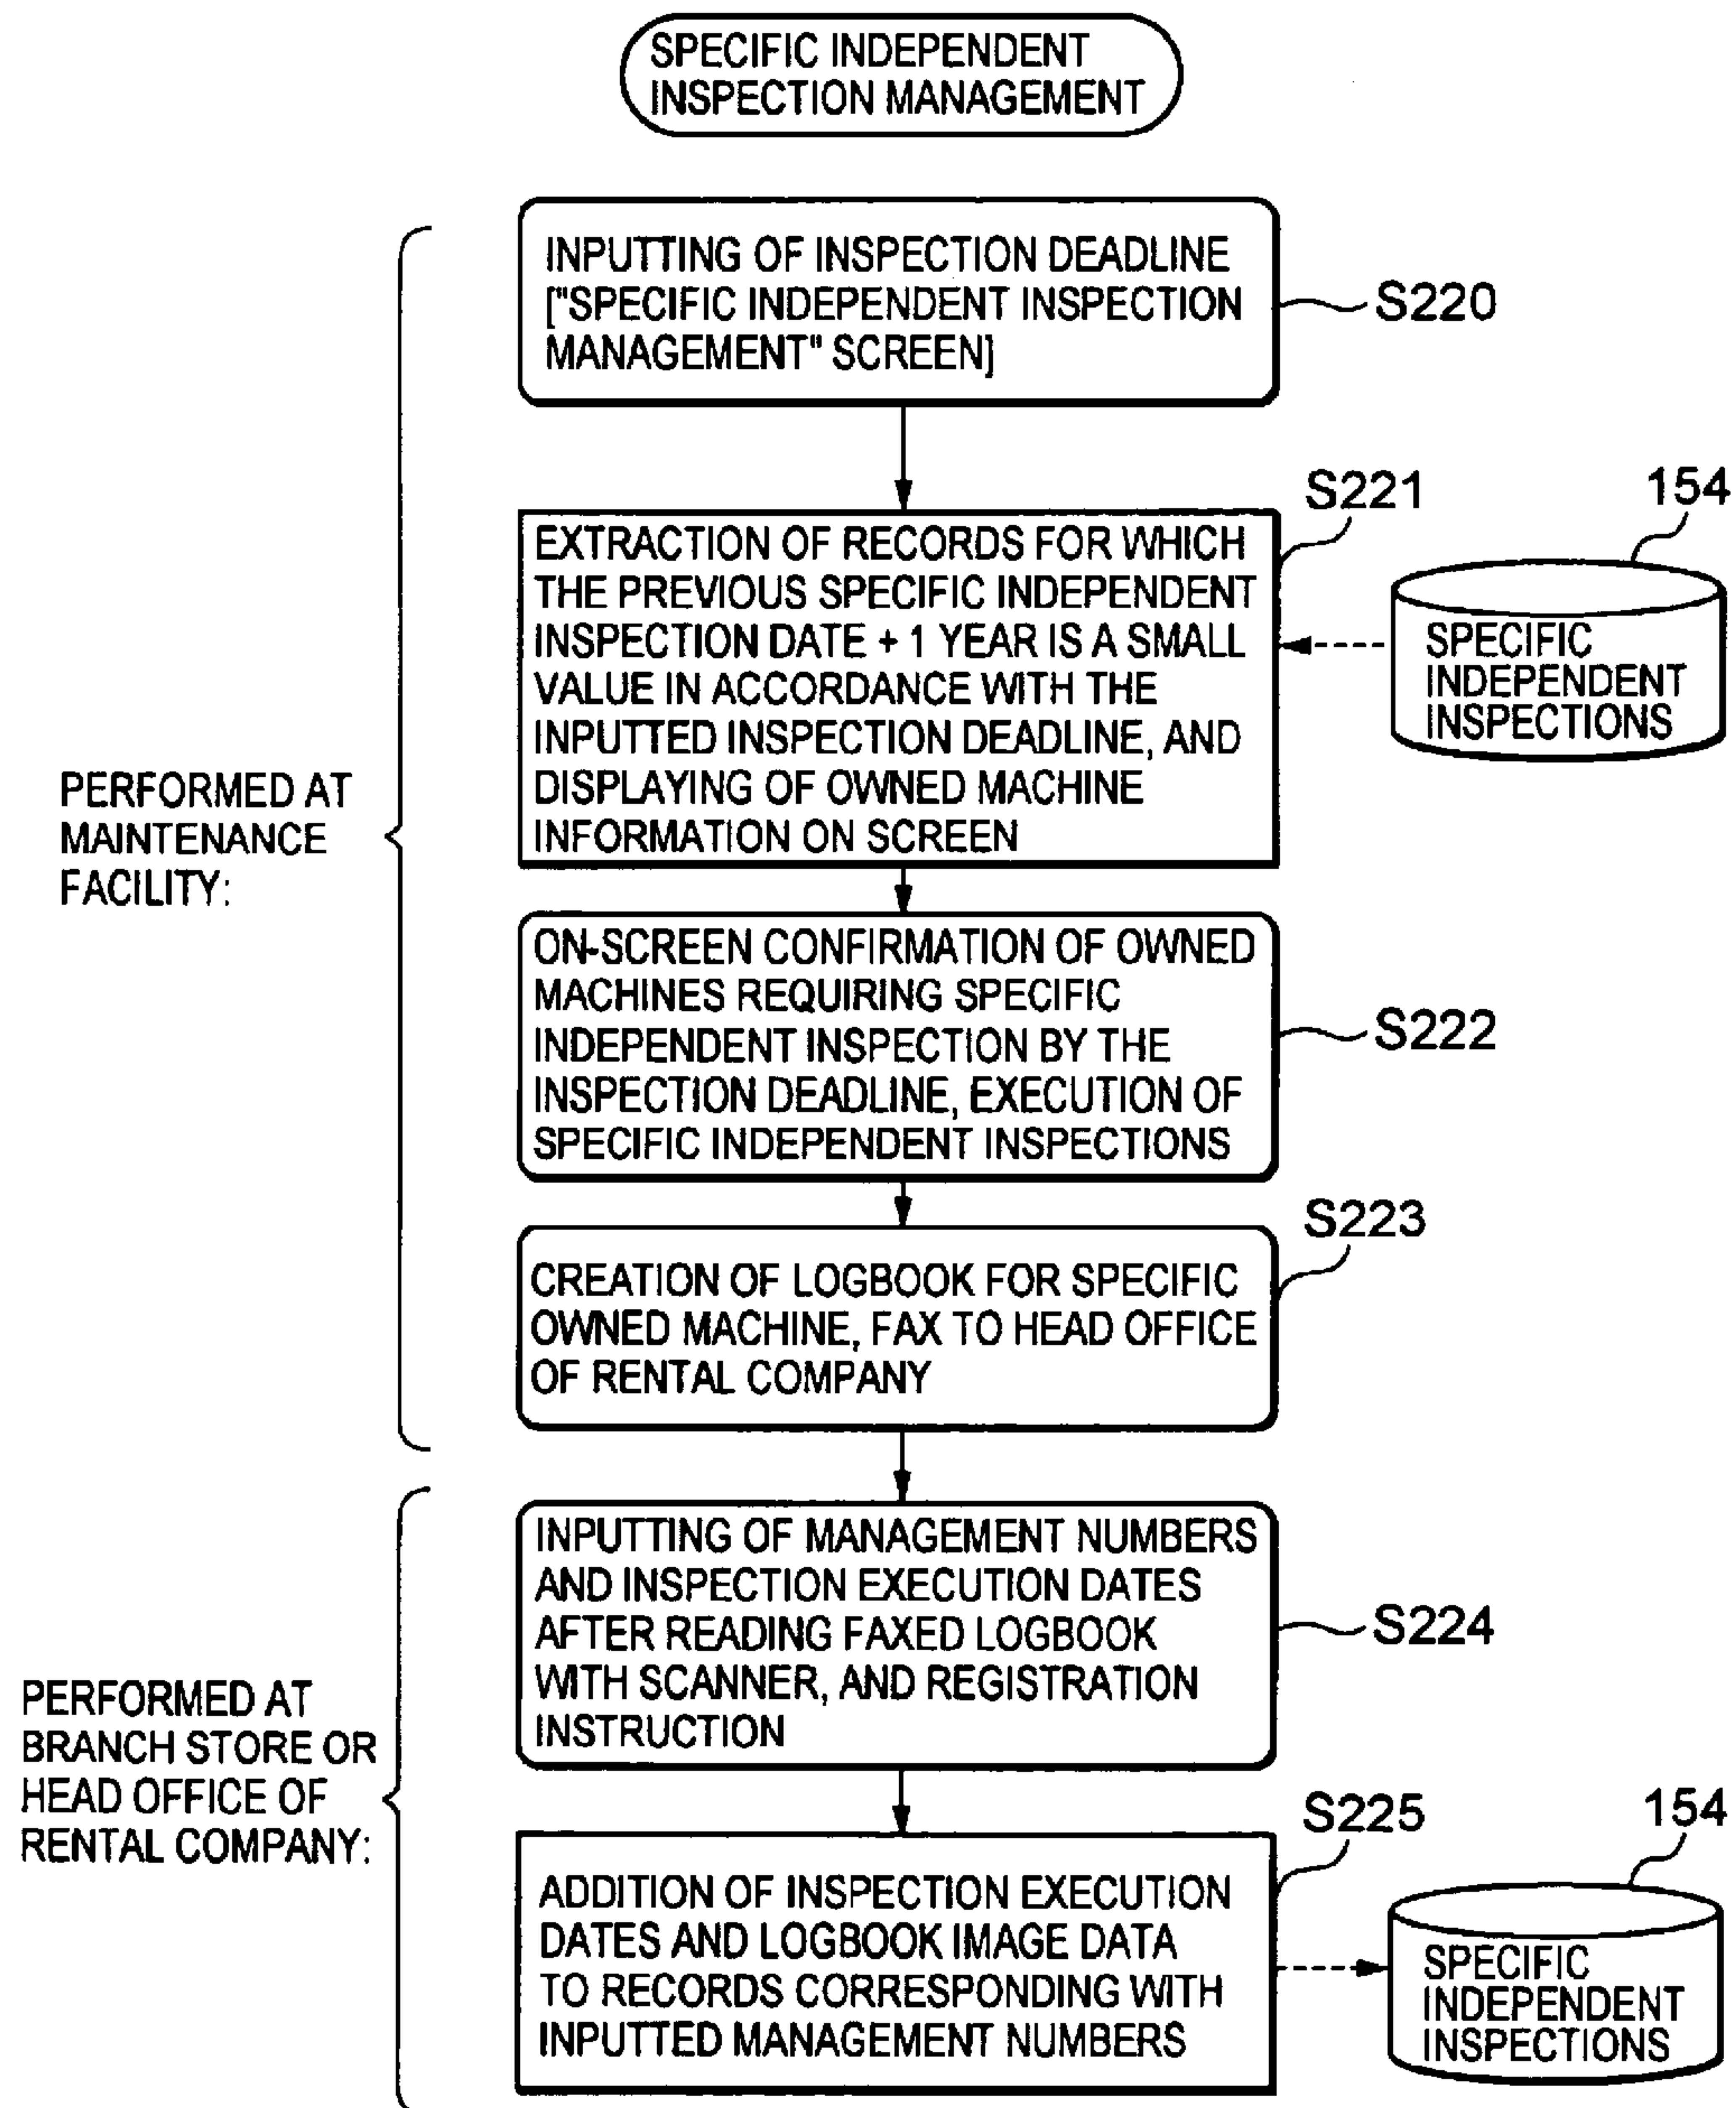 SPECIFIC INDEPENDENT
INSPECTION MANAGEMENT
INPUTTING OF INSPECTION DEADLINE
["SPECIFIC INDEPENDENT INSPECTION
MANAGEMENT" SCREEN]
S220
S221
154
EXTRACTION OF RECORDS FOR WHICH
THE PREVIOUS SPECIFIC INDEPENDENT
INSPECTION DATE + 1 YEAR IS A SMALL
VALUE IN ACCORDANCE WITH THE
INPUTTED INSPECTION DEADLINE, AND
DISPLAYING OF OWNED MACHINE
INFORMATION ON SCREEN
SPECIFIC
INDEPENDENT
INSPECTIONS
PERFORMED AT
MAINTENANCE
FACILITY:
ON-SCREEN CONFIRMATION OF OWNED
MACHINES REQUIRING SPECIFIC
INDEPENDENT INSPECTION BY THE
INSPECTION DEADLINE, EXECUTION OF
SPECIFIC INDEPENDENT INSPECTIONS
S222
S223
CREATION OF LOGBOOK FOR SPECIFIC
OWNED MACHINE, FAX TO HEAD OFFICE
OF RENTAL COMPANY
INPUTTING OF MANAGEMENT NUMBERS
AND INSPECTION EXECUTION DATES
AFTER READING FAXED LOGBOOK
WITH SCANNER, AND REGISTRATION
INSTRUCTION
S224
PERFORMED AT
BRANCH STORE OR
HEAD OFFICE OF
RENTAL COMPANY:
S225
154
ADDITION OF INSPECTION EXECUTION
DATES AND LOGBOOK IMAGE DATA
TO RECORDS CORRESPONDING WITH
INPUTTED MANAGEMENT NUMBERS
SPECIFIC
INDEPENDENT
INSPECTIONS